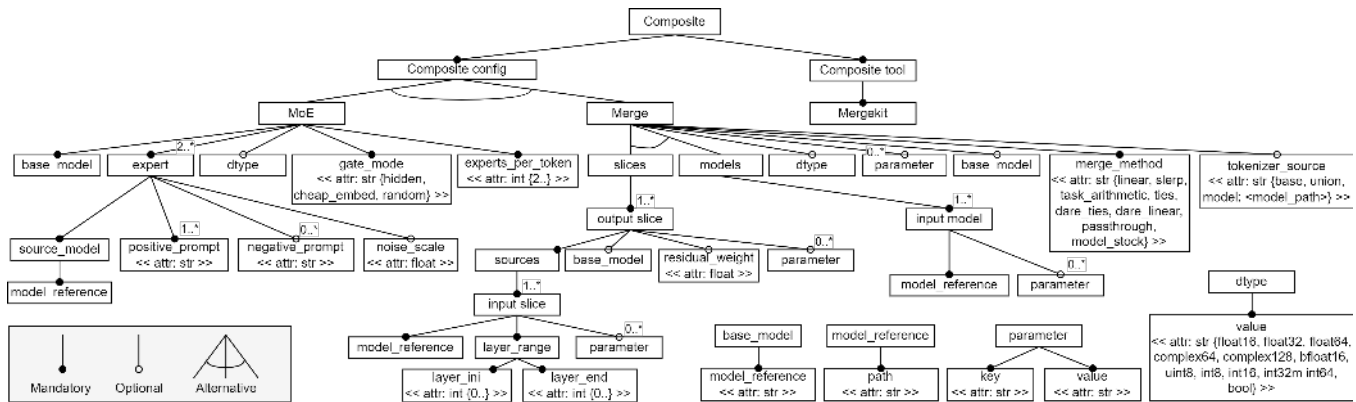 Composite
Composite config
Composite tool
MoE
Merge
Mergekit
base_model
2..*
expert
dtype
gate_mode
<< attr: str {hidden,
cheap_embed, random} >>
experts_per_token
<< attr: int {2..} >>
slices
models
dtype
0..*
parameter
base_model
merge_method
<< attr: str {linear, slerp,
task_arithmetic, ties,
dare_ties, dare_linear,
passthrough,
model_stock} >>
tokenizer_source
<< attr: str {base, union,
model: <model_path>} >>
source_model
1..*
positive_prompt
<< attr: str >>
0..*
negative_prompt
<< attr: str >>
noise_scale
<< attr: float >>
model_reference
1..*
output slice
1..*
input model
sources
base_model
residual_weight
<< attr: float >>
0..*
parameter
model_reference
0..*
parameter
1..*
input slice
model_reference
layer_range
0..*
parameter
layer_ini
<< attr: int {0..} >>
layer_end
<< attr: int {0..} >>
Mandatory
Optional
Alternative
base_model
model_reference
<< attr: str >>
model_reference
path
<< attr: str >>
parameter
key
<< attr: str >>
value
<< attr: str >>
dtype
value
<< attr: str {float16, float32. float64,
complex64, complex128, bfloat16,
uint8, int8, int16, int32m int64,
bool} >>